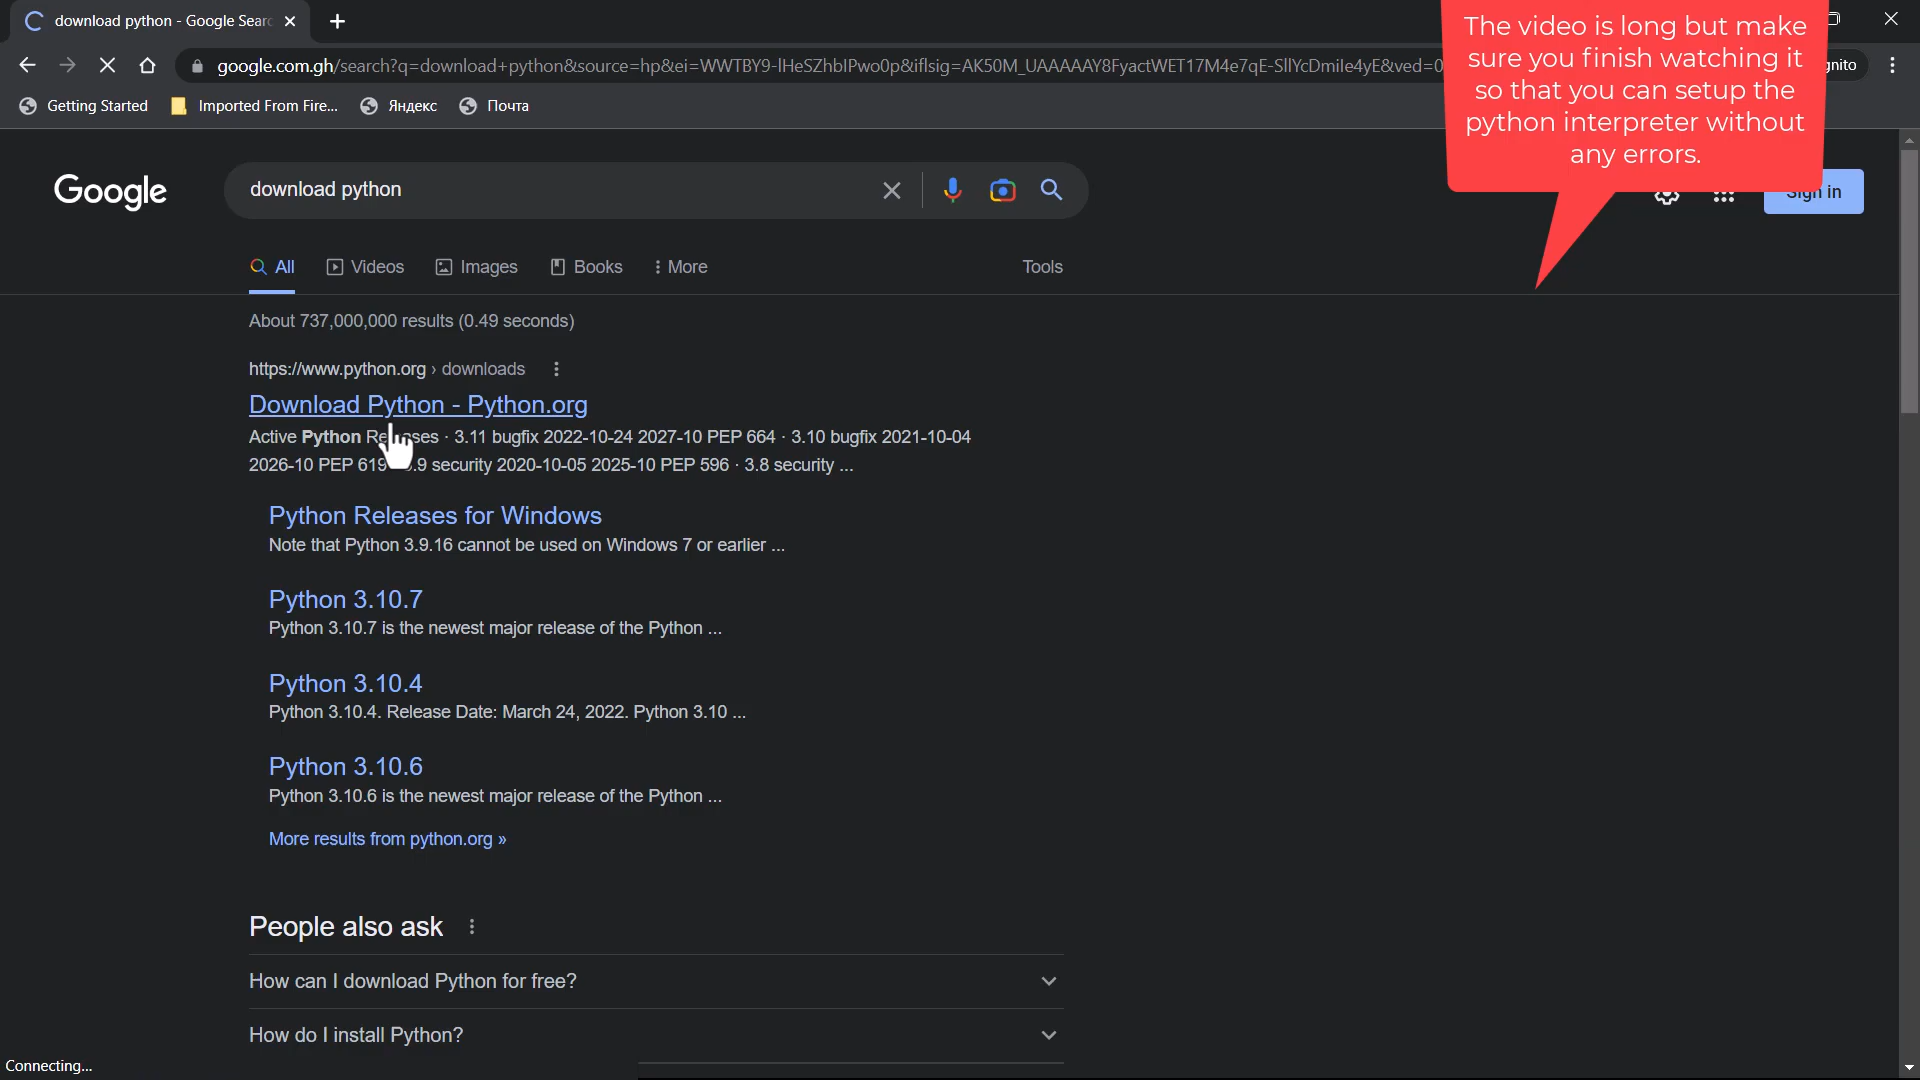 download python - Google Searc
The video is long but make
sure you finish watching it
so that you can setup the
python interpreter without
any errors.
google.com.gh/search?q=download+python&source=hp&ei=WWTBY9-lHeSZhbIPwo0p&iflsig=AK50M_UAAAAAY8FyactWET17M4e7qE-SllYcDmile4yE&ved=0
gnito
Getting Started
Imported From Fire...
Яндекс
Почта
Google
download python
Sign in
All
Videos
Images
Books
More
Tools
About 737,000,000 results (0.49 seconds)
https://www.python.org › downloads
Download Python - Python.org
Active Python Releases · 3.11 bugfix 2022-10-24 2027-10 PEP 664 · 3.10 bugfix 2021-10-04
2026-10 PEP 619 3.9 security 2020-10-05 2025-10 PEP 596 · 3.8 security ...
Python Releases for Windows
Note that Python 3.9.16 cannot be used on Windows 7 or earlier ...
Python 3.10.7
Python 3.10.7 is the newest major release of the Python ...
Python 3.10.4
Python 3.10.4. Release Date: March 24, 2022. Python 3.10 ...
Python 3.10.6
Python 3.10.6 is the newest major release of the Python ...
More results from python.org »
People also ask
How can I download Python for free?
How do I install Python?
Connecting...